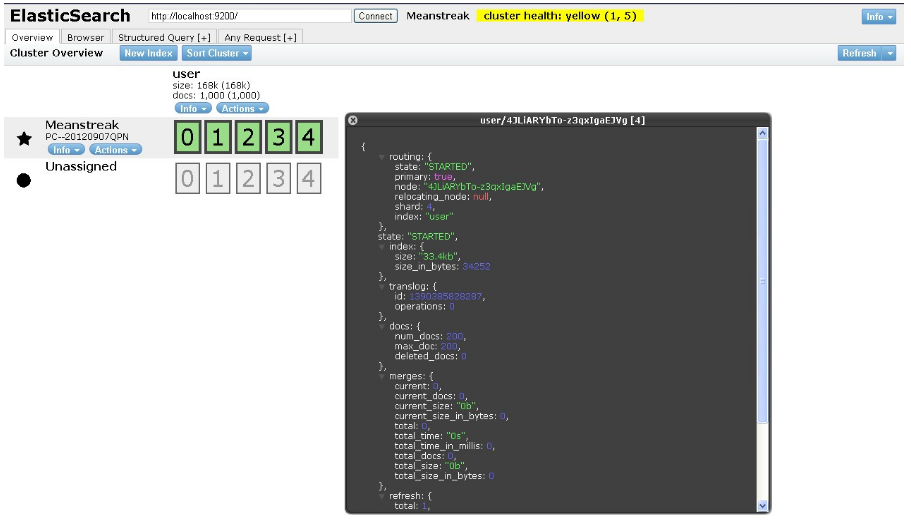 ElasticSearch http://localhost:9200/ Connect Meanstreak cluster health: yellow (1, 5) Info
Overview Browser Structured Query [+] Any Request [+]
Cluster Overview New Index Sort Cluster Refresh
user
size: 168k (168k)
docs: 1,000 (1,000)
Info Actions
Meanstreak
PC--20120907QPN
Info Actions
0 1 2 3 4
Unassigned
0 1 2 3 4
user/4JLiARYbTo-z3qxIgaEJVg [4]
{
routing: {
state: "STARTED",
primary: true,
node: "4JLiARYbTo-z3qxIgaEJVg",
relocating_node: null,
shard: 4,
index: "user"
},
state: "STARTED",
index: {
size: "33.4kb",
size_in_bytes: 34252
},
translog: {
id: 1390385828287,
operations: 0
},
docs: {
num_docs: 200,
max_doc: 200,
deleted_docs: 0
},
merges: {
current: 0,
current_docs: 0,
current_size: "0b",
current_size_in_bytes: 0,
total: 0,
total_time: "0s",
total_time_in_millis: 0,
total_docs: 0,
total_size: "0b",
total_size_in_bytes: 0
},
refresh: {
total: 1,